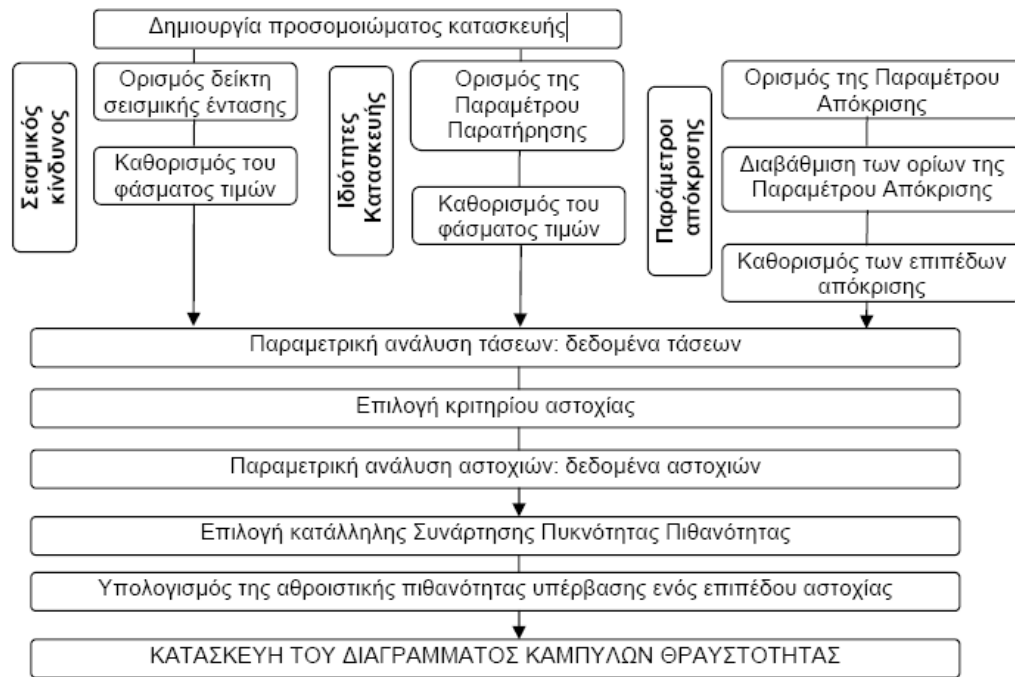 Δημιουργία προσομοιώματος κατασκευής
Σεισμικός
κίνδυνος
Ορισμός δείκτη
σεισμικής έντασης
Καθορισμός του
φάσματος τιμών
Ιδιότητες
Κατασκευής
Ορισμός της
Παραμέτρου
Παρατήρησης
Καθορισμός του
φάσματος τιμών
Παράμετροι
απόκρισης
Ορισμός της Παραμέτρου
Απόκρισης
Διαβάθμιση των ορίων της
Παραμέτρου Απόκρισης
Καθορισμός των επιπέδων
απόκρισης
Παραμετρική ανάλυση τάσεων: δεδομένα τάσεων
Επιλογή κριτηρίου αστοχίας
Παραμετρική ανάλυση αστοχιών: δεδομένα αστοχιών
Επιλογή κατάλληλης Συνάρτησης Πυκνότητας Πιθανότητας
Υπολογισμός της αθροιστικής πιθανότητας υπέρβασης ενός επιπέδου αστοχίας
ΚΑΤΑΣΚΕΥΗ ΤΟΥ ΔΙΑΓΡΑΜΜΑΤΟΣ ΚΑΜΠΥΛΩΝ ΘΡΑΥΣΤΟΤΗΤΑΣ